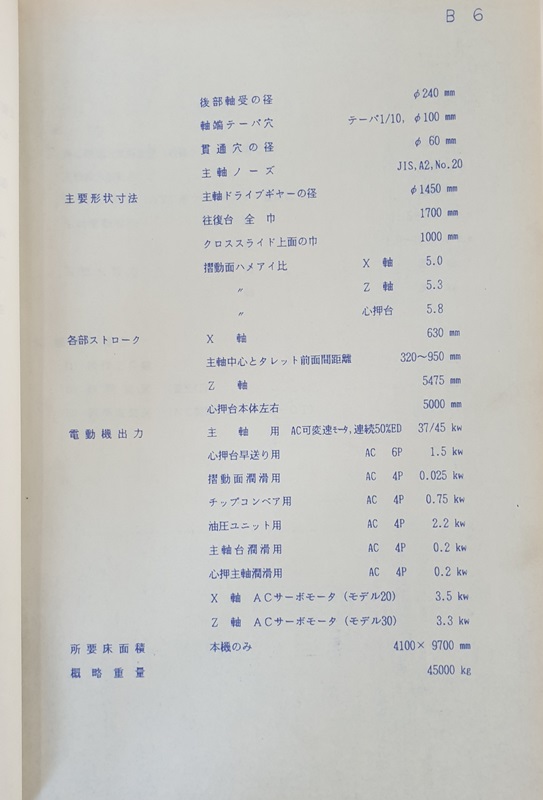 B 6
後部軸受の径 φ240 mm
軸端テーパ穴 テーパ1/10, φ100 mm
貫通穴の径 φ 60 mm
主軸ノーズ JIS,A2,No.20
主要形状寸法 主軸ドライブギヤーの径 φ1450 mm
往復台 全 巾 1700 mm
クロススライド上面の巾 1000 mm
摺動面ハメアイ比 X 軸 5.0
〃 Z 軸 5.3
〃 心押台 5.8
各部ストローク X 軸 630 mm
主軸中心とタレット前面間距離 320～950 mm
Z 軸 5475 mm
心押台本体左右 5000 mm
電動機出力 主 軸 用 AC可変速モータ,連続50%ED 37/45 kw
心押台早送り用 AC 6P 1.5 kw
摺動面潤滑用 AC 4P 0.025 kw
チップコンベア用 AC 4P 0.75 kw
油圧ユニット用 AC 4P 2.2 kw
主軸台潤滑用 AC 4P 0.2 kw
心押主軸潤滑用 AC 4P 0.2 kw
X 軸 ACサーボモータ（モデル20） 3.5 kw
Z 軸 ACサーボモータ（モデル30） 3.3 kw
所要床面積 本機のみ 4100× 9700 mm
概略重量 45000 kg